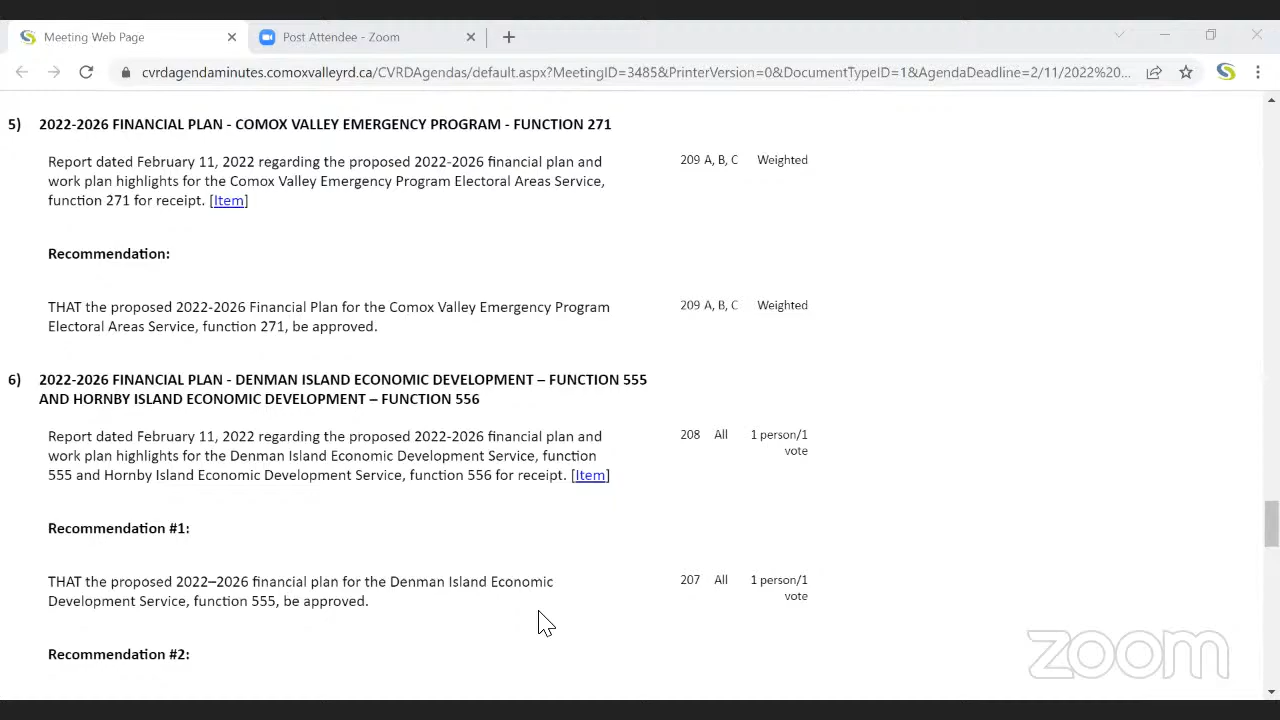 Meeting Web Page
Post Attendee - Zoom
cvrdagendaminutes.comoxvalleyrd.ca/CVRDAgendas/default.aspx?MeetingID=3485&PrinterVersion=0&DocumentTypeID=1&AgendaDeadline=2/11/2022%20...
5) 2022-2026 FINANCIAL PLAN - COMOX VALLEY EMERGENCY PROGRAM - FUNCTION 271
Report dated February 11, 2022 regarding the proposed 2022-2026 financial plan and 209 A, B, C Weighted
work plan highlights for the Comox Valley Emergency Program Electoral Areas Service,
function 271 for receipt. [Item]
Recommendation:
THAT the proposed 2022-2026 Financial Plan for the Comox Valley Emergency Program 209 A, B, C Weighted
Electoral Areas Service, function 271, be approved.
6) 2022-2026 FINANCIAL PLAN - DENMAN ISLAND ECONOMIC DEVELOPMENT – FUNCTION 555
AND HORNBY ISLAND ECONOMIC DEVELOPMENT – FUNCTION 556
Report dated February 11, 2022 regarding the proposed 2022-2026 financial plan and 208 All 1 person/1
work plan highlights for the Denman Island Economic Development Service, function vote
555 and Hornby Island Economic Development Service, function 556 for receipt. [Item]
Recommendation #1:
THAT the proposed 2022–2026 financial plan for the Denman Island Economic 207 All 1 person/1
Development Service, function 555, be approved. vote
Recommendation #2:
zoom